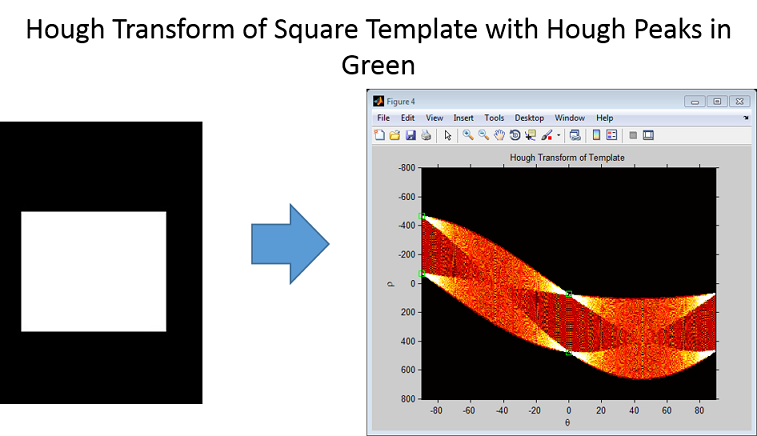 Hough Transform of Square Template with Hough Peaks in
Green
Figure 4
File Edit View Insert Tools Desktop Window Help
Hough Transform of Template
-800
-600
-400
-200
0
200
400
600
800
ρ
-80 -60 -40 -20 0 20 40 60 80
θ